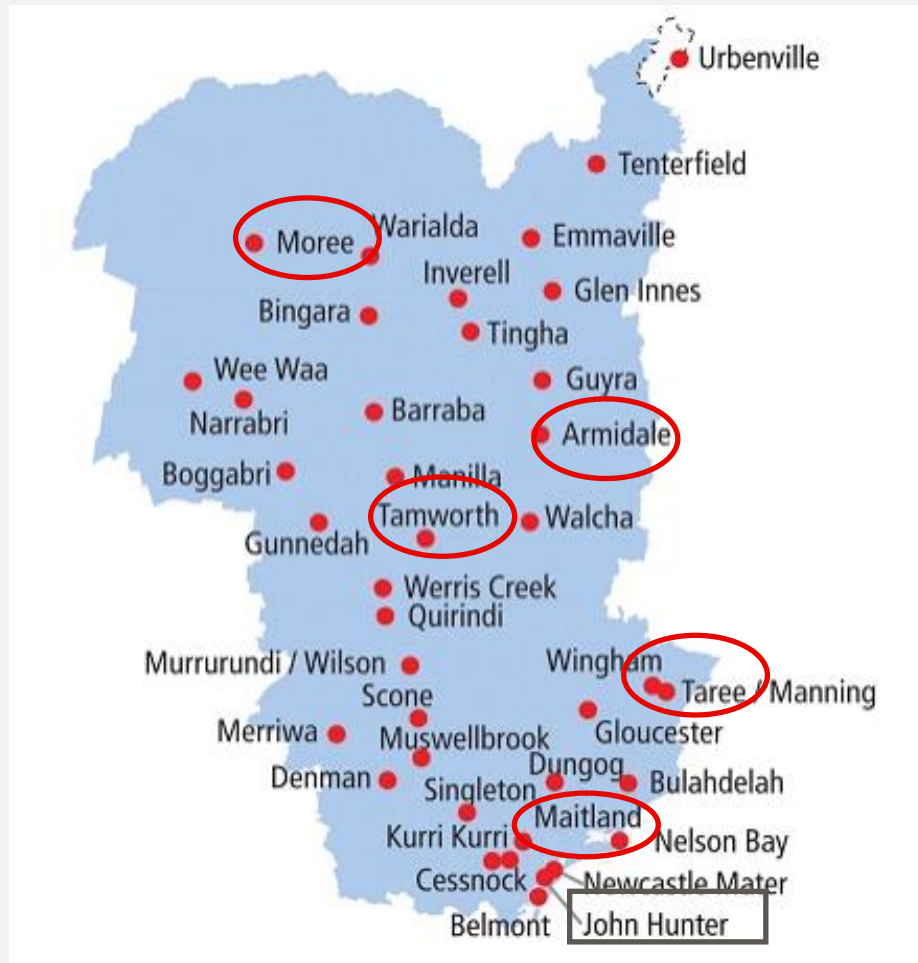 Urbenville
Tenterfield
Warialda
Moree
Emmaville
Inverell
Glen Innes
Bingara
Tingha
Wee Waa
Guyra
Narrabri
Barraba
Armidale
Boggabri
Manilla
Tamworth
Walcha
Gunnedah
Werris Creek
Quirindi
Murrurundi / Wilson
Wingham
Scone
Taree / Manning
Merriwa
Muswellbrook
Gloucester
Denman
Dungog
Bulahdelah
Singleton
Maitland
Kurri Kurri
Nelson Bay
Cessnock
Newcastle Mater
Belmont
John Hunter